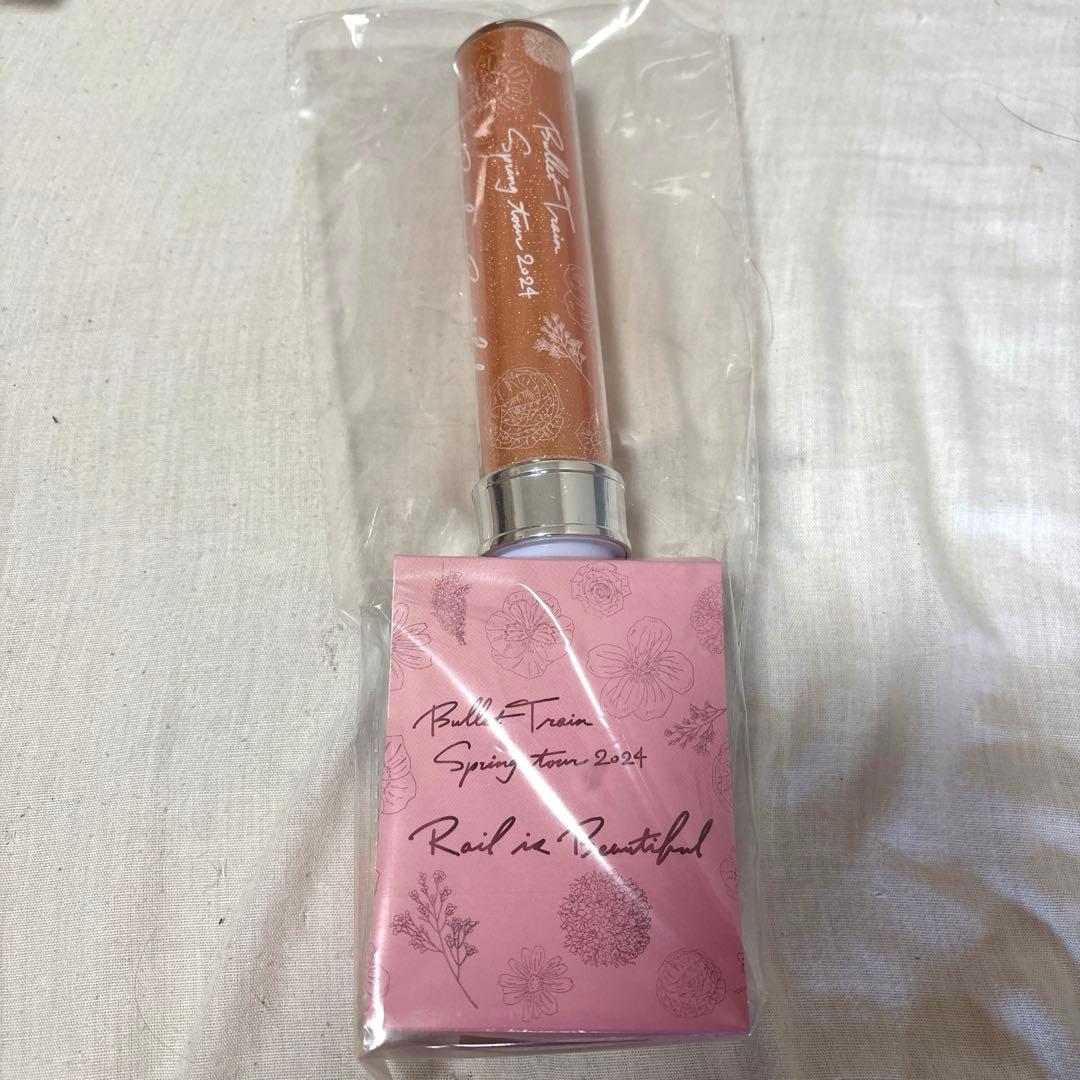 Bullet Train
Spring tour 2024
Bullet Train
Spring tour 2024
Rail is Beautiful